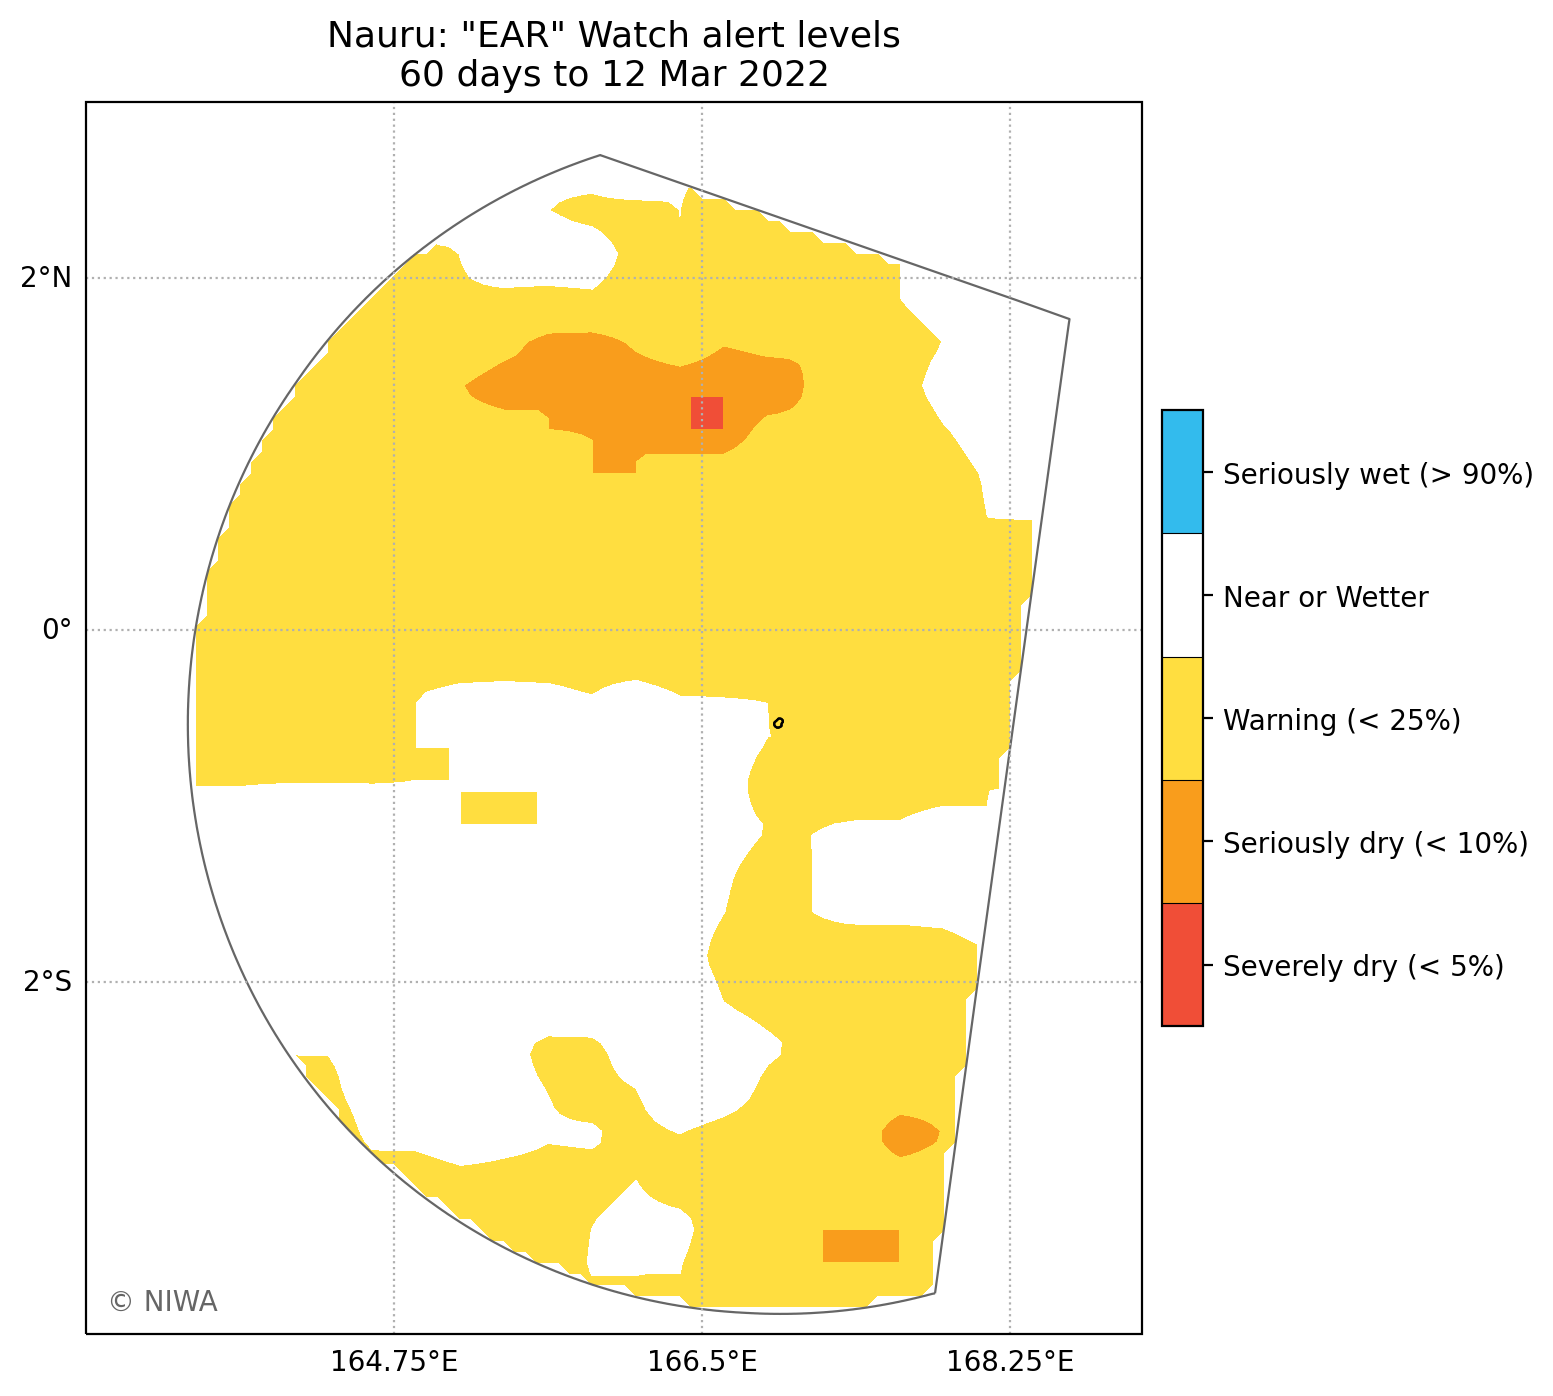 Nauru: "EAR" Watch alert levels
60 days to 12 Mar 2022
2°N
0°
2°S
164.75°E
166.5°E
168.25°E
© NIWA
Seriously wet (> 90%)
Near or Wetter
Warning (< 25%)
Seriously dry (< 10%)
Severely dry (< 5%)